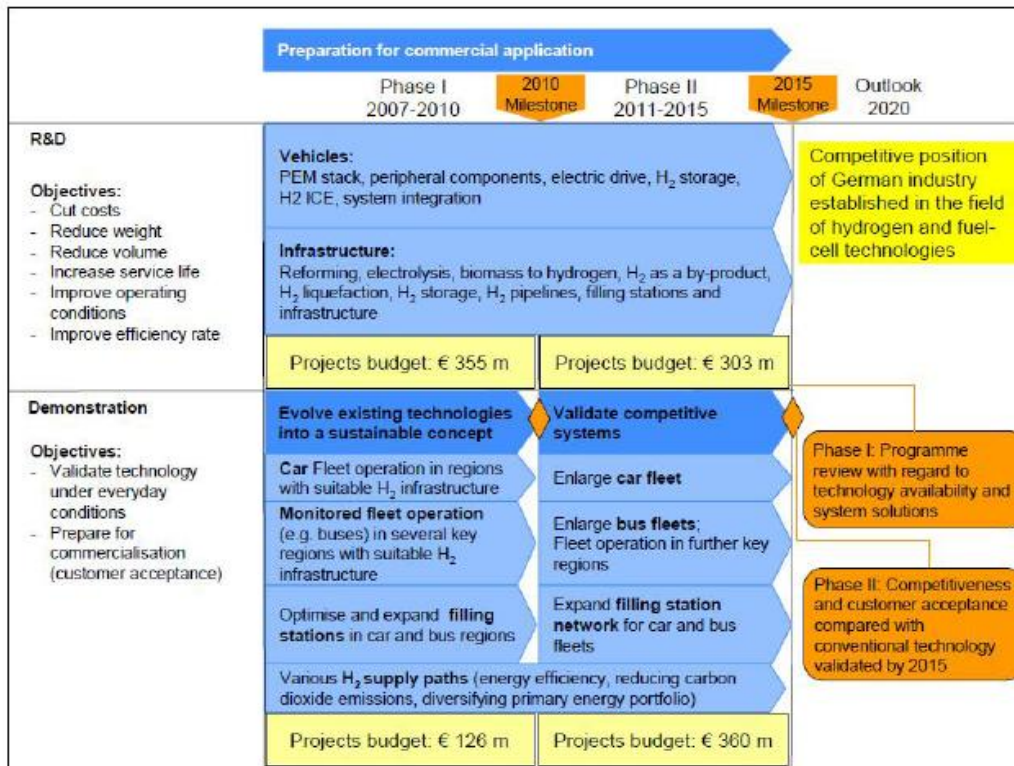 Preparation for commercial application
Phase I
2007-2010
2010
Milestone
Phase II
2011-2015
2015
Milestone
Outlook
2020
R&D
Objectives:
- Cut costs
- Reduce weight
- Reduce volume
- Increase service life
- Improve operating
conditions
- Improve efficiency rate
Vehicles:
PEM stack, peripheral components, electric drive, H₂ storage,
H2 ICE, system integration
Infrastructure:
Reforming, electrolysis, biomass to hydrogen, H₂ as a by-product,
H₂ liquefaction, H₂ storage, H₂ pipelines, filling stations and
infrastructure
Projects budget: € 355 m
Projects budget: € 303 m
Competitive position
of German industry
established in the field
of hydrogen and fuel-
cell technologies
Demonstration
Objectives:
- Validate technology
under everyday
conditions
- Prepare for
commercialisation
(customer acceptance)
Evolve existing technologies
into a sustainable concept
Validate competitive
systems
Car Fleet operation in regions
with suitable H₂ infrastructure
Enlarge car fleet
Monitored fleet operation
(e.g. buses) in several key
regions with suitable H₂
infrastructure
Enlarge bus fleets;
Fleet operation in further key
regions
Optimise and expand filling
stations in car and bus regions
Expand filling station
network for car and bus
fleets
Various H₂ supply paths (energy efficiency, reducing carbon
dioxide emissions, diversifying primary energy portfolio)
Projects budget: € 126 m
Projects budget: € 360 m
Phase I: Programme
review with regard to
technology availability and
system solutions
Phase II: Competitiveness
and customer acceptance
compared with
conventional technology
validated by 2015